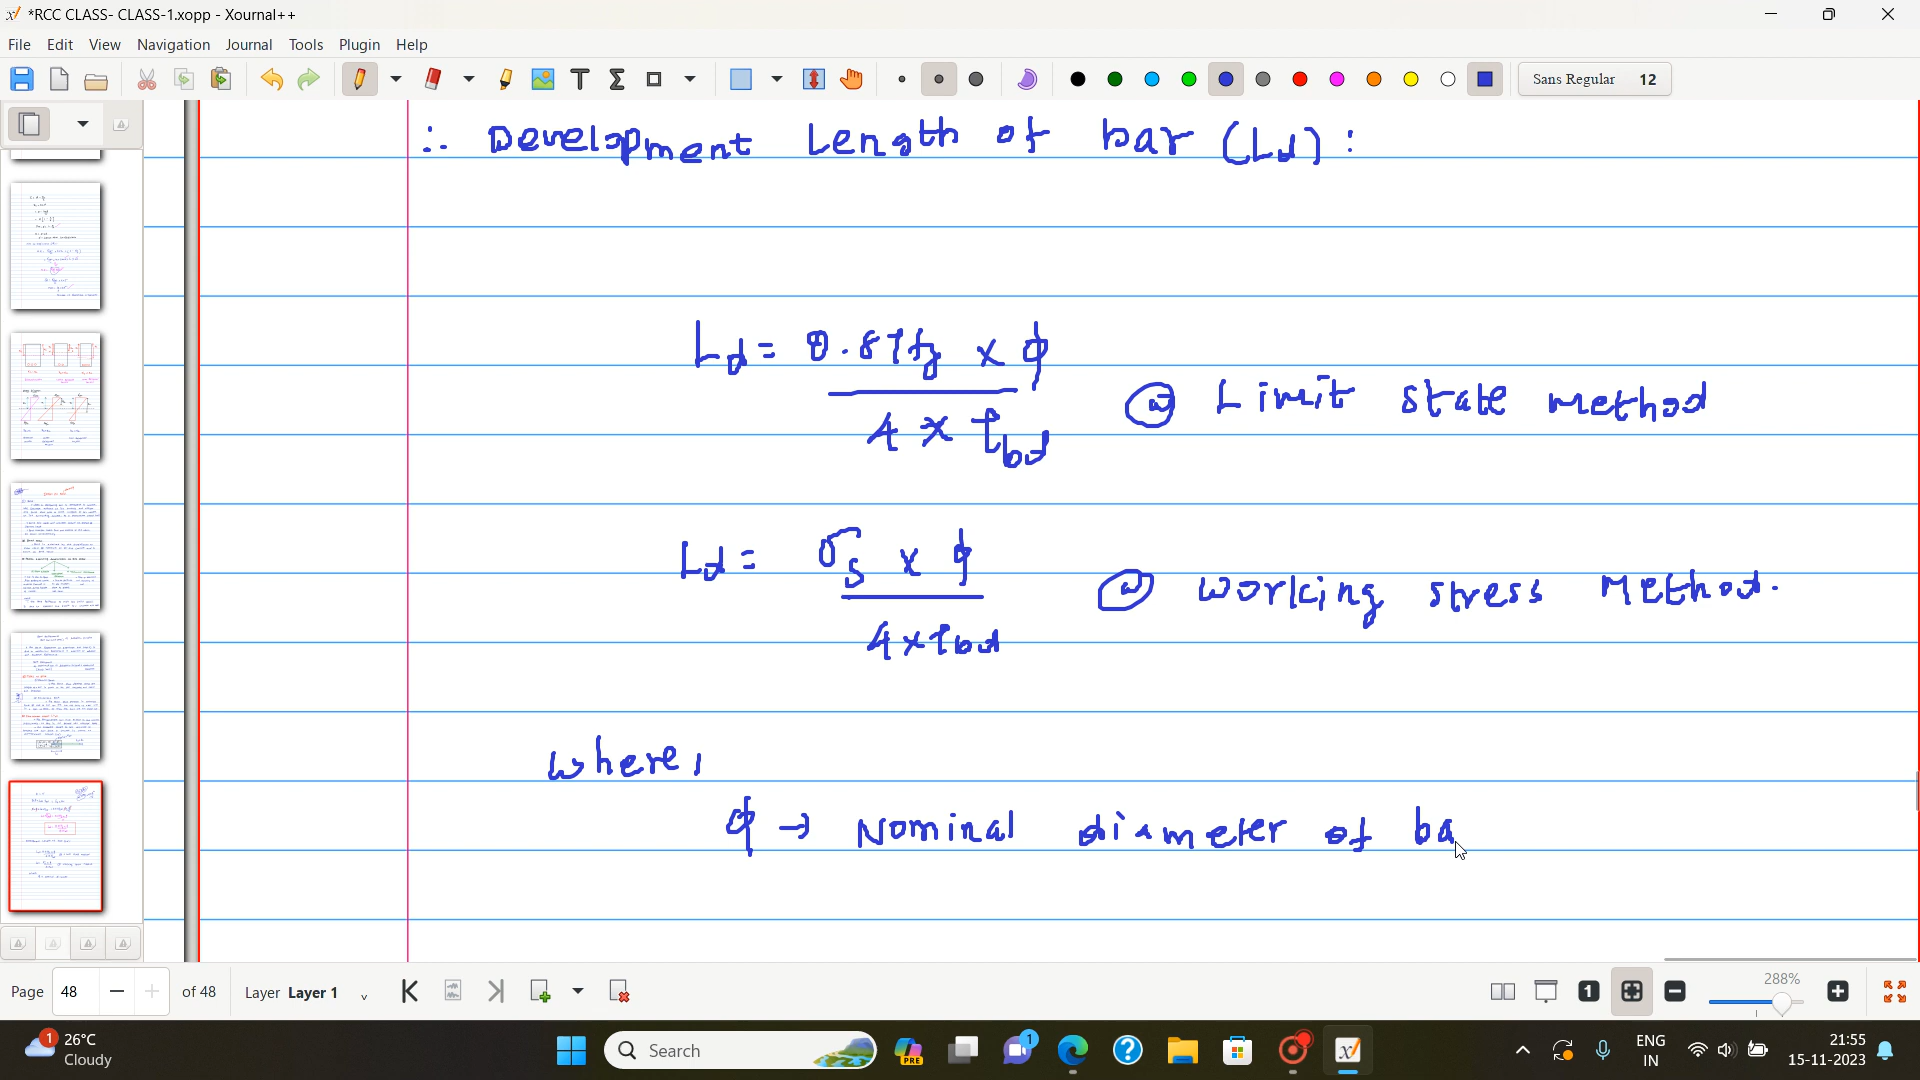 *RCC CLASS- CLASS-1.xopp - Xournal++
File Edit View Navigation Journal Tools Plugin Help
Sans Regular 12
∴ Development Length of bar (Ld) :
Ld = 0.87fy x ϕ
4 x τbd
@ Limit state method
Ld = σs x ϕ
4 x τbd
@ Working stress Method.
where,
ϕ → Nominal diameter of ba
Page 48 of 48 Layer Layer 1
288%
26°C
Cloudy
Search
PRE
ENG
IN
21:55
15-11-2023